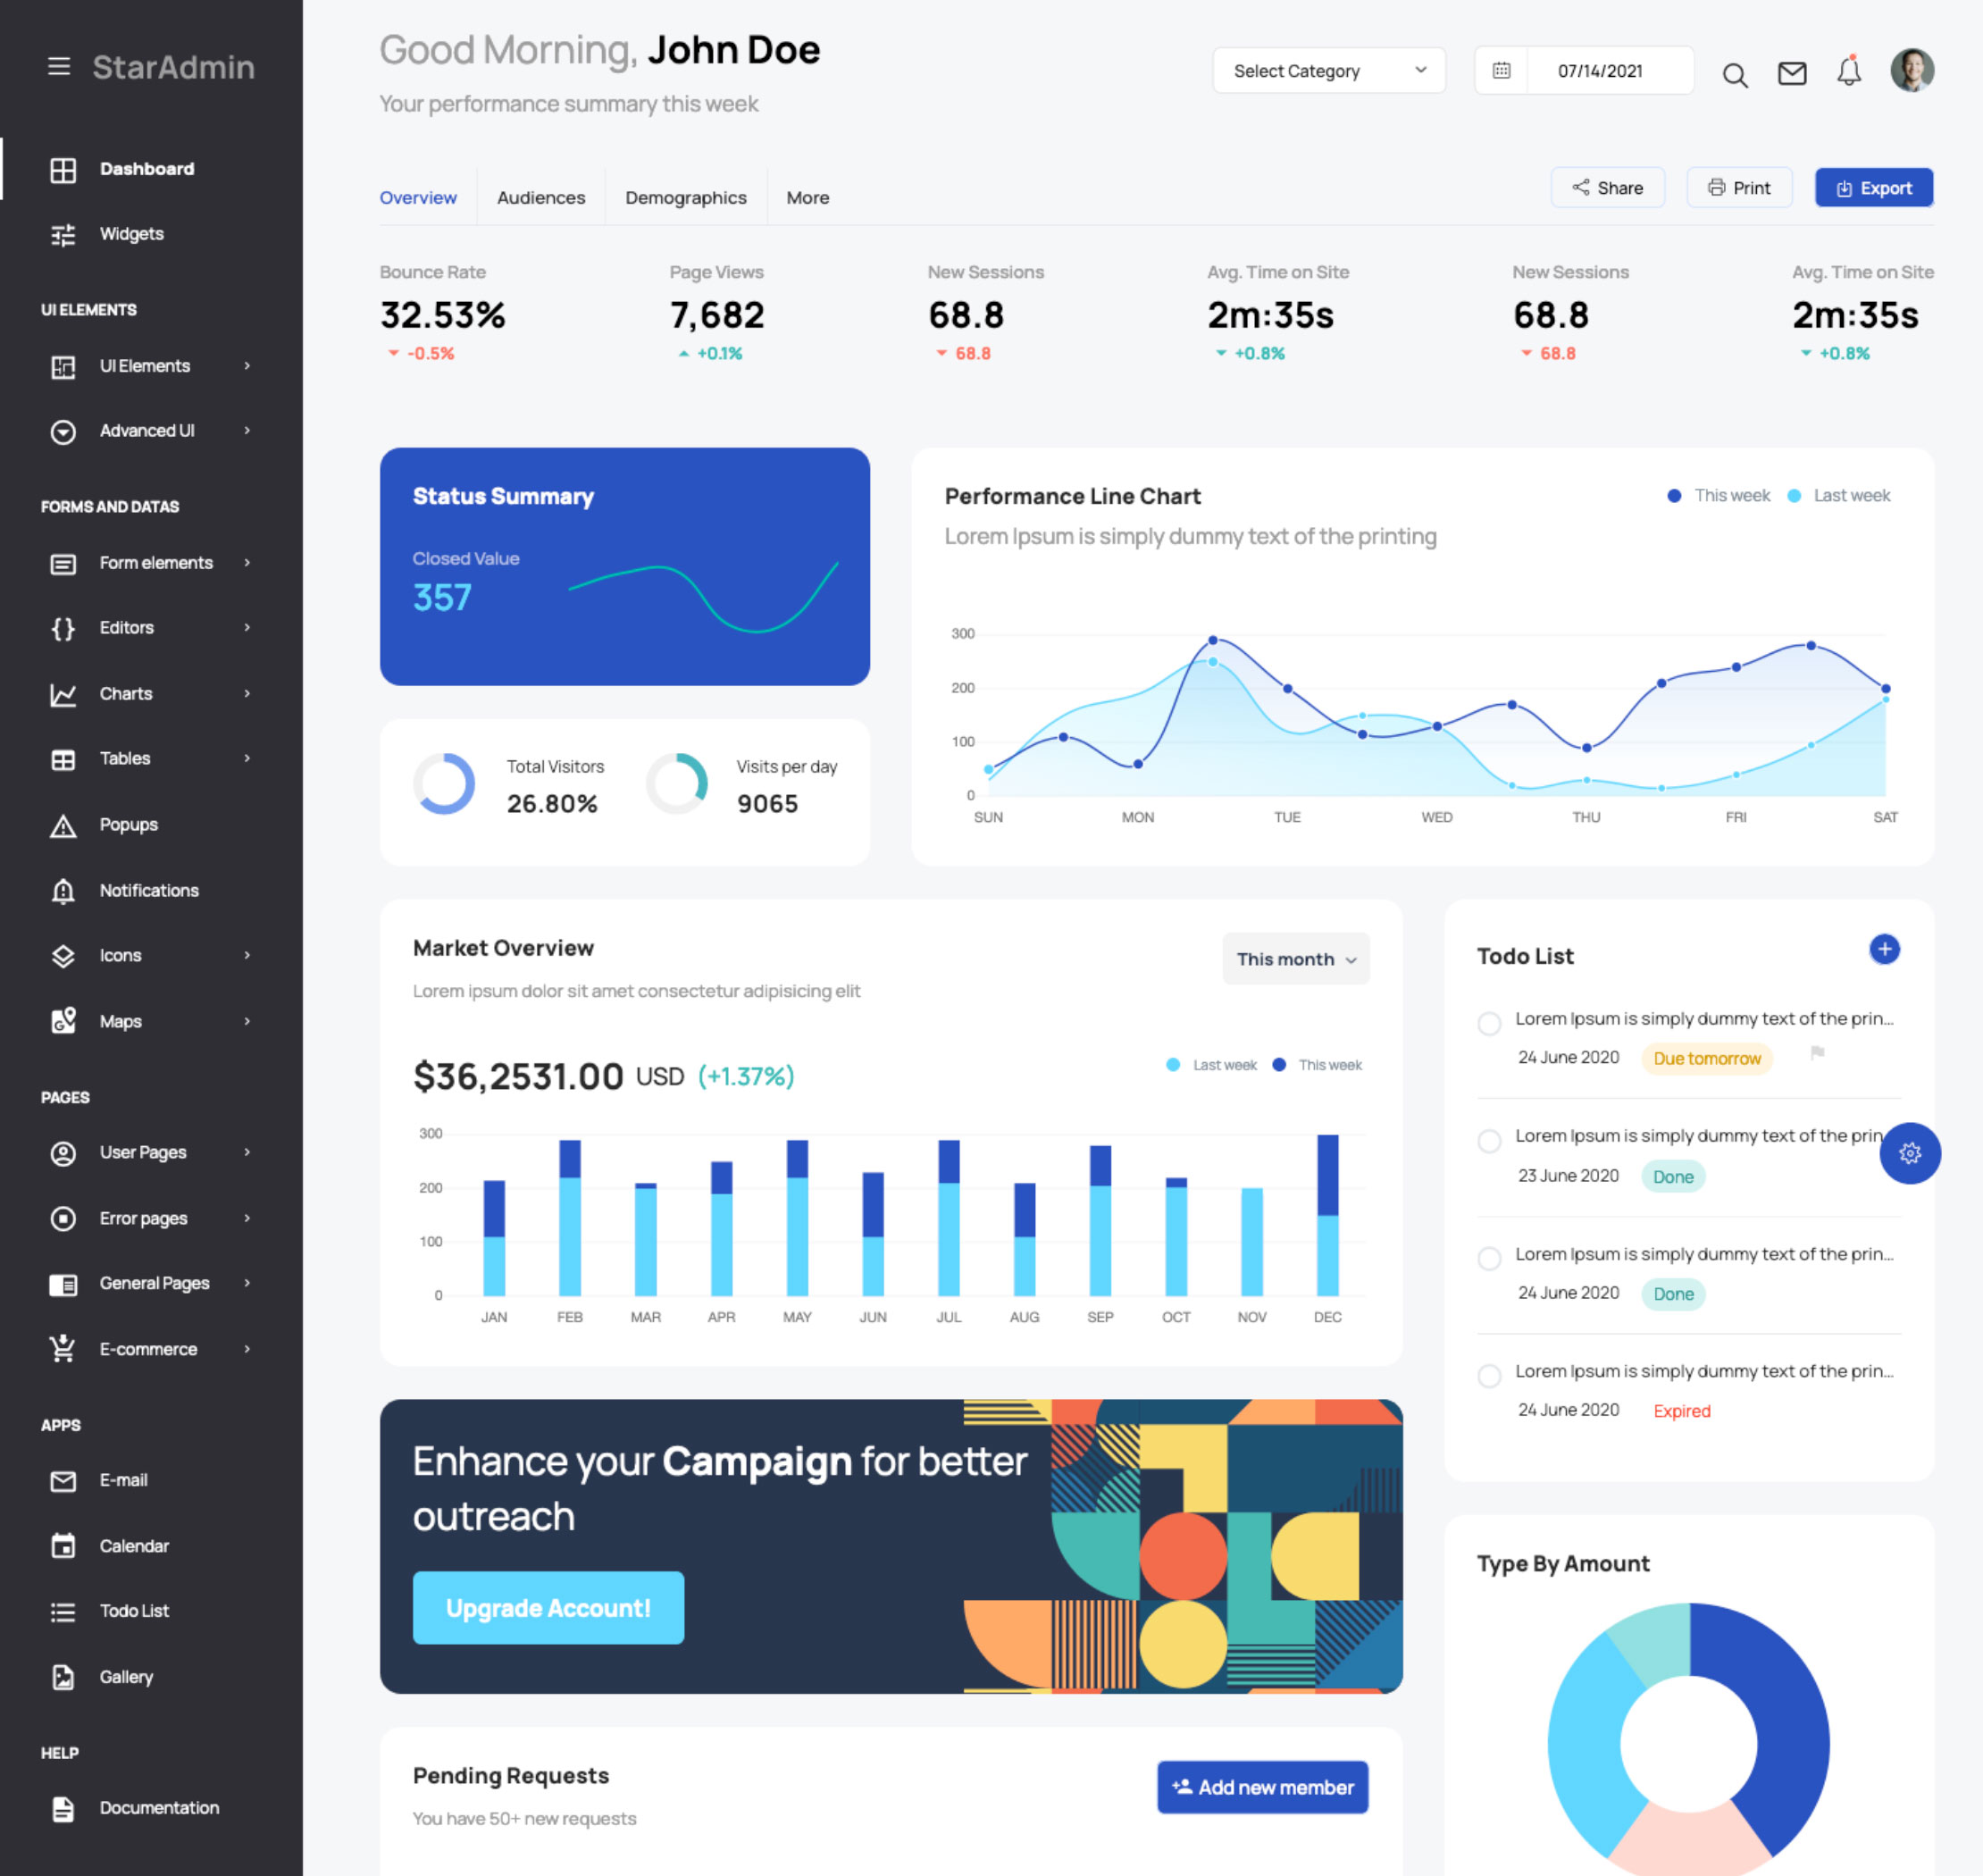 StarAdmin
Dashboard
Widgets
UI ELEMENTS
UI Elements
Advanced UI
FORMS AND DATAS
Form elements
Editors
Charts
Tables
Popups
Notifications
Icons
Maps
PAGES
User Pages
Error pages
General Pages
E-commerce
APPS
E-mail
Calendar
Todo List
Gallery
HELP
Documentation
Good Morning, John Doe
Your performance summary this week
Select Category
07/14/2021
Overview Audiences Demographics More
Share Print Export
Bounce Rate
32.53%
-0.5%
Page Views
7,682
+0.1%
New Sessions
68.8
68.8
Avg. Time on Site
2m:35s
+0.8%
New Sessions
68.8
68.8
Avg. Time on Site
2m:35s
+0.8%
Status Summary
Closed Value
357
Total Visitors
26.80%
Visits per day
9065
Performance Line Chart
This week Last week
Lorem Ipsum is simply dummy text of the printing
300
200
100
0
SUN MON TUE WED THU FRI SAT
Market Overview
This month
Lorem ipsum dolor sit amet consectetur adipisicing elit
$36,2531.00 USD (+1.37%)
Last week This week
300
200
100
0
JAN FEB MAR APR MAY JUN JUL AUG SEP OCT NOV DEC
Todo List
Lorem Ipsum is simply dummy text of the prin...
24 June 2020 Due tomorrow
Lorem Ipsum is simply dummy text of the prin
23 June 2020 Done
Lorem Ipsum is simply dummy text of the prin...
24 June 2020 Done
Lorem Ipsum is simply dummy text of the prin...
24 June 2020 Expired
Enhance your Campaign for better
outreach
Upgrade Account!
Type By Amount
Pending Requests
You have 50+ new requests
Add new member